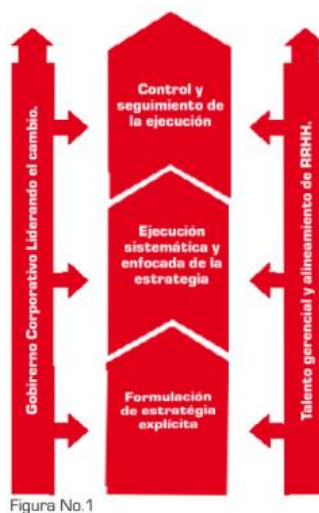 Gobirerno Corporativo Liderando el cambio.
Control y
seguimiento de
la ejecución
Ejecución
sistemática y
enfocada de la
estrategia
Formulación
de estratégia
explícita
Talento gerencial y alineamiento de RRHH.
Figura No.1